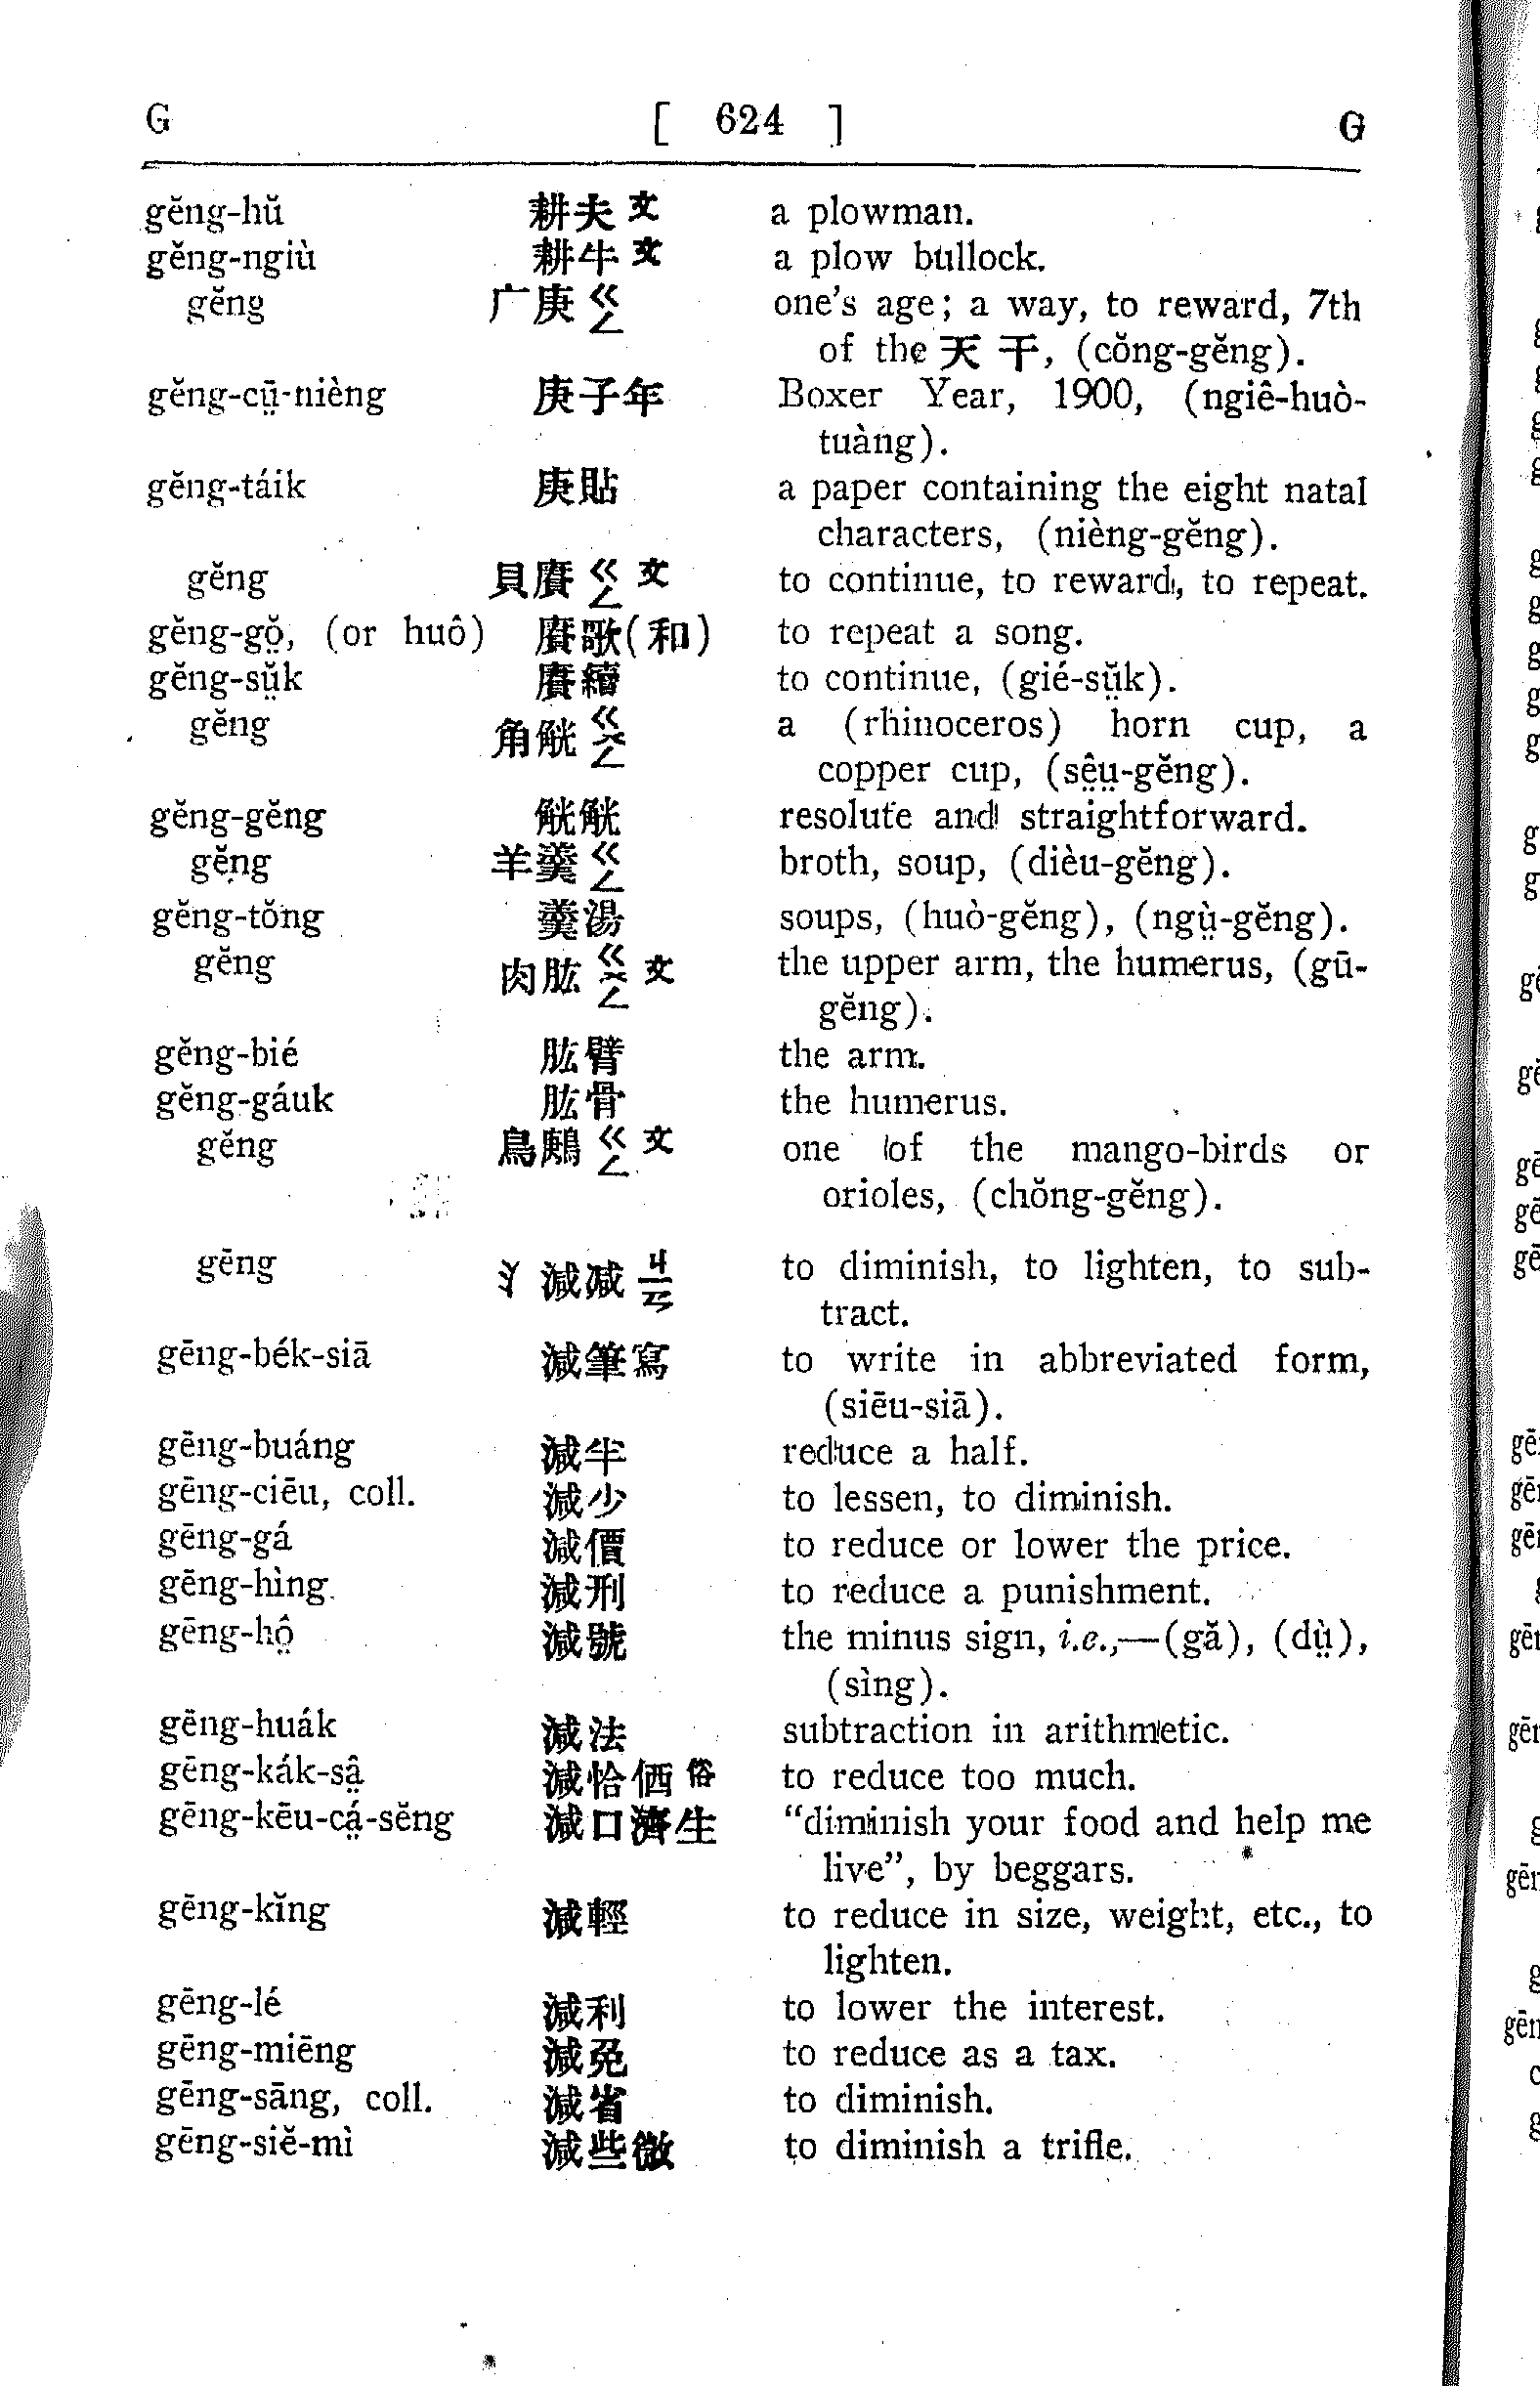 G [ 624 ] G
gĕng-hŭ 耕夫 文 a plowman.
gĕng-ngiù 耕牛 文 a plow bullock.
gĕng 广庚 ㄍㄥ one's age; a way, to reward, 7th
of the 天干, (cŏng-gĕng).
gĕng-cṳ̄-nièng 庚子年 Boxer Year, 1900, (ngiê-huò-
tuàng).
gĕng-táik 庚貼 a paper containing the eight natal
characters, (nièng-gĕng).
gĕng 貝賡 ㄍㄥ 文 to continue, to reward, to repeat.
gĕng-gŏ̤, (or huô) 賡歌(和) to repeat a song.
gĕng-sṳ̆k 賡續 to continue, (gié-sṳ̆k).
gĕng 角觥 ㄍㄨㄥ a (rhinoceros) horn cup, a
copper cup, (sê̤ṳ-gĕng).
gĕng-gĕng 觥觥 resolute and straightforward.
gĕng 羊羹 ㄍㄥ broth, soup, (dièu-gĕng).
gĕng-tŏng 羹湯 soups, (huò-gĕng), (ngṳ̀-gĕng).
gĕng 肉肱 ㄍㄨㄥ 文 the upper arm, the humerus, (gū-
gĕng).
gĕng-bié 肱臂 the arm.
gĕng-gáuk 肱骨 the humerus.
gĕng 鳥鶊 ㄍㄥ 文 one of the mango-birds or
orioles, (chŏng-gĕng).
gēng 氵減减 ㄐㄧㄢ to diminish, to lighten, to sub-
tract.
gēng-bék-siā 減筆寫 to write in abbreviated form,
(siēu-siā).
gēng-buáng 減半 reduce a half.
gēng-ciēu, coll. 減少 to lessen, to diminish.
gēng-gá 減價 to reduce or lower the price.
gēng-hìng 減刑 to reduce a punishment.
gēng-hô̤ 減號 the minus sign, i.e.,—(gă), (dṳ̀),
(sìng).
gēng-huák 減法 subtraction in arithmetic.
gēng-kák-sâ̤ 減恰𠍿 俗 to reduce too much.
gēng-kēu-cá̤-sĕng 減口濟生 “diminish your food and help me
live”, by beggars.
gēng-kĭng 減輕 to reduce in size, weight, etc., to
lighten.
gēng-lé 減利 to lower the interest.
gēng-miēng 減免 to reduce as a tax.
gēng-sāng, coll. 減省 to diminish.
gēng-siĕ-mì 減些微 to diminish a trifle.